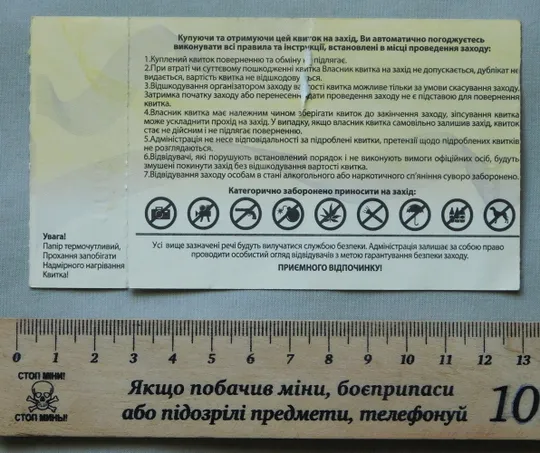 Купуючи та отримуючи цей квиток на захід, Ви автоматично погоджуєтесь
виконувати всі правила та інструкції, встановлені в місці проведення заходу:
1.Куплений квиток поверненню та обміну не підлягає.
2.При втраті чи суттєвому пошкодженні квитка Власник квитка на захід не допускається, дублікат не
видається, вартість квитка не відшкодовується.
3.Відшкодування організатором заходу вартості квитка можливе тільки за умови скасування заходу.
Затримка початку заходу або перенесення дати проведення заходу не є підставою для повернення
квитка.
4.Власник квитка має належним чином зберігати квиток до закінчення заходу, зіпсування квитка
може ускладнити прохід на захід. У випадку, якщо власник квитка самовільно залишив захід, квиток
стає не дійсним і не підлягає поверненню.
5.Адміністрація не несе відповідальності за підроблені квитки, претензії щодо підроблених квитків
не розглядаються.
6.Відвідувачі, які порушують встановлений порядок і не виконують вимоги офіційних осіб, будуть
змушені покинути захід без відшкодування вартості квитка.
7.Відвідування заходу особам в стані алкогольного або наркотичного сп'яніння суворо заборонено.
Категорично заборонено приносити на захід:
Усі вище зазначені речі будуть вилучатися службою безпеки. Адміністрація залишає за собою право
проводити особистий огляд відвідувачів з метою гарантування безпеки заходу.
ПРИЄМНОГО ВІДПОЧИНКУ!
Увага!
Папір термочутливий,
Прохання запобігати
Надмірного нагрівання
Квитка!
0 1 2 3 4 5 6 7 8 9 10 11 12 13
СТОП МІНИ!
СТОП МИНЫ!
Якщо побачив міни, боєприпаси
або підозрілі предмети, телефонуй
10